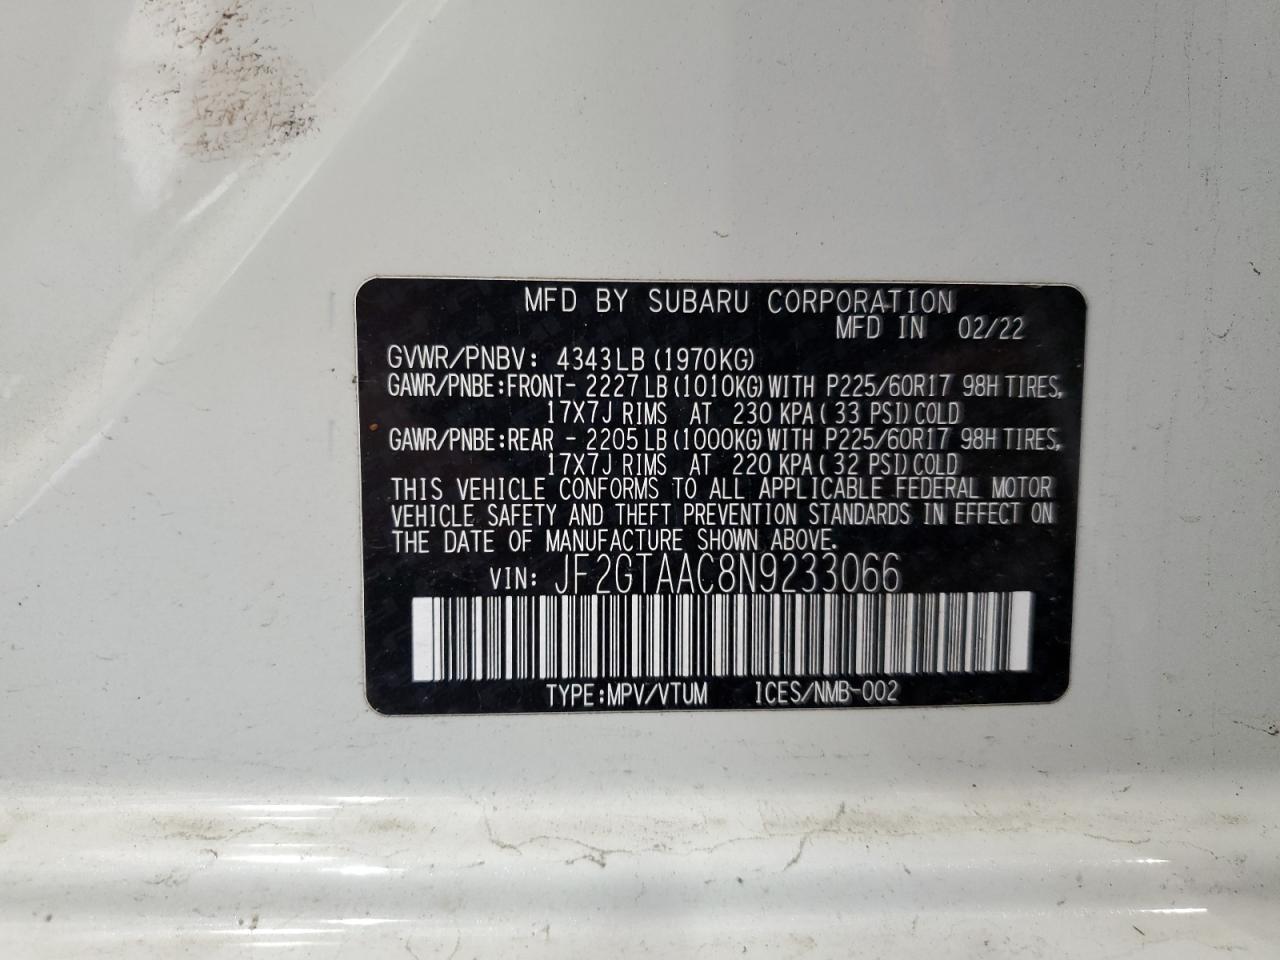 MFD BY SUBARU CORPORATION
MFD IN 02/22
GVWR/PNBV: 4343LB (1970KG)
GAWR/PNBE:FRONT- 2227LB (1010KG) WITH P225/60R17 98H TIRES,
17X7J RIMS AT 230 KPA (33 PSI) COLD
GAWR/PNBE:REAR - 2205LB (1000KG) WITH P225/60R17 98H TIRES,
17X7J RIMS AT 220 KPA (32 PSI) COLD
THIS VEHICLE CONFORMS TO ALL APPLICABLE FEDERAL MOTOR
VEHICLE SAFETY AND THEFT PREVENTION STANDARDS IN EFFECT ON
THE DATE OF MANUFACTURE SHOWN ABOVE.
VIN: JF2GTAAC8N9233066
TYPE:MPV/VTUM ICES/NMB-002